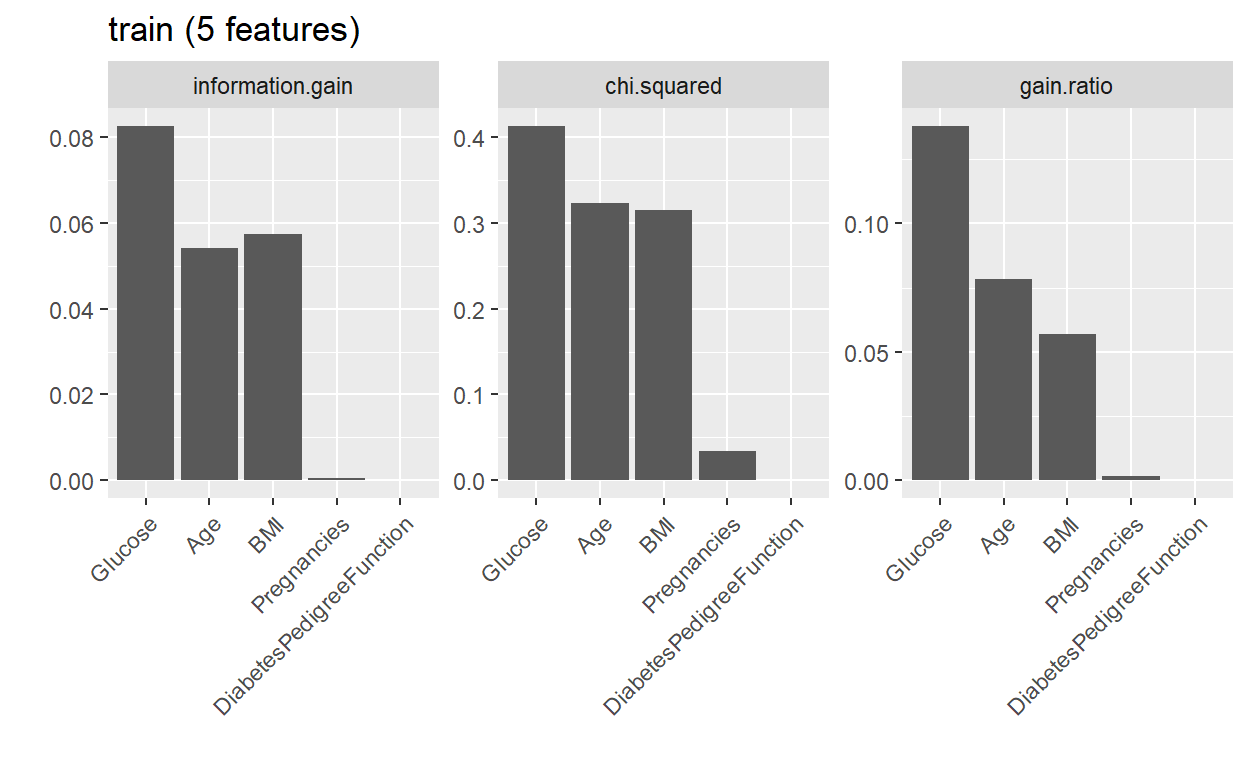 train (5 features)
information.gain
chi.squared
gain.ratio
0.08
0.06
0.04
0.02
0.00
0.4
0.3
0.2
0.1
0.0
0.10
0.05
0.00
Glucose
Age
BMI
Pregnancies
DiabetesPedigreeFunction
Glucose
Age
BMI
Pregnancies
DiabetesPedigreeFunction
Glucose
Age
BMI
Pregnancies
DiabetesPedigreeFunction